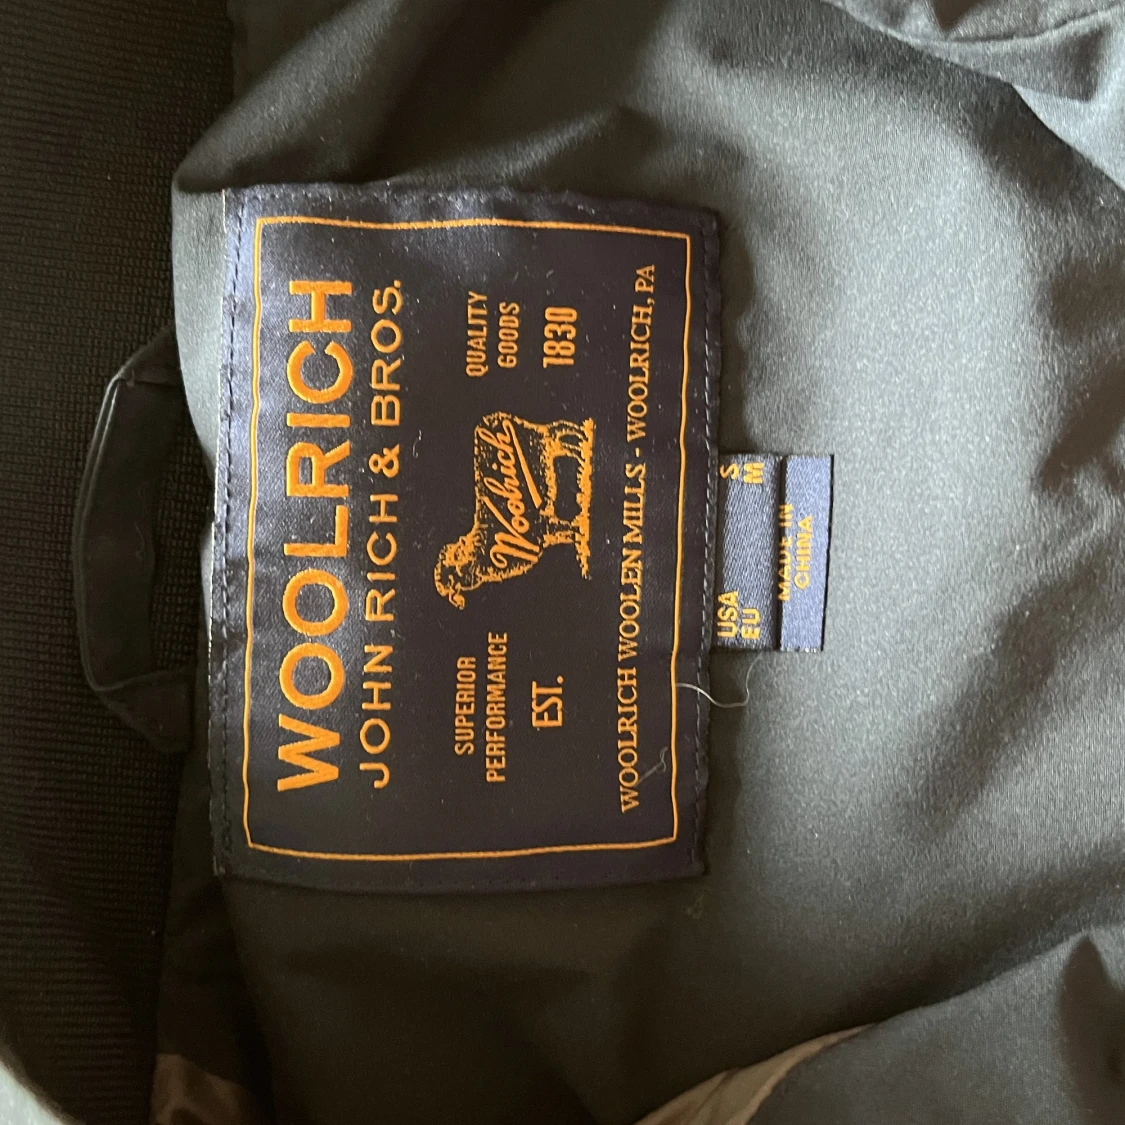 WOOLRICH
JOHN RICH & BROS.
SUPERIOR
PERFORMANCE
QUALITY
GOODS
Woolrich
EST. 1830
WOOLRICH WOOLEN MILLS - WOOLRICH, PA
USA S
EU M
MADE IN
CHINA